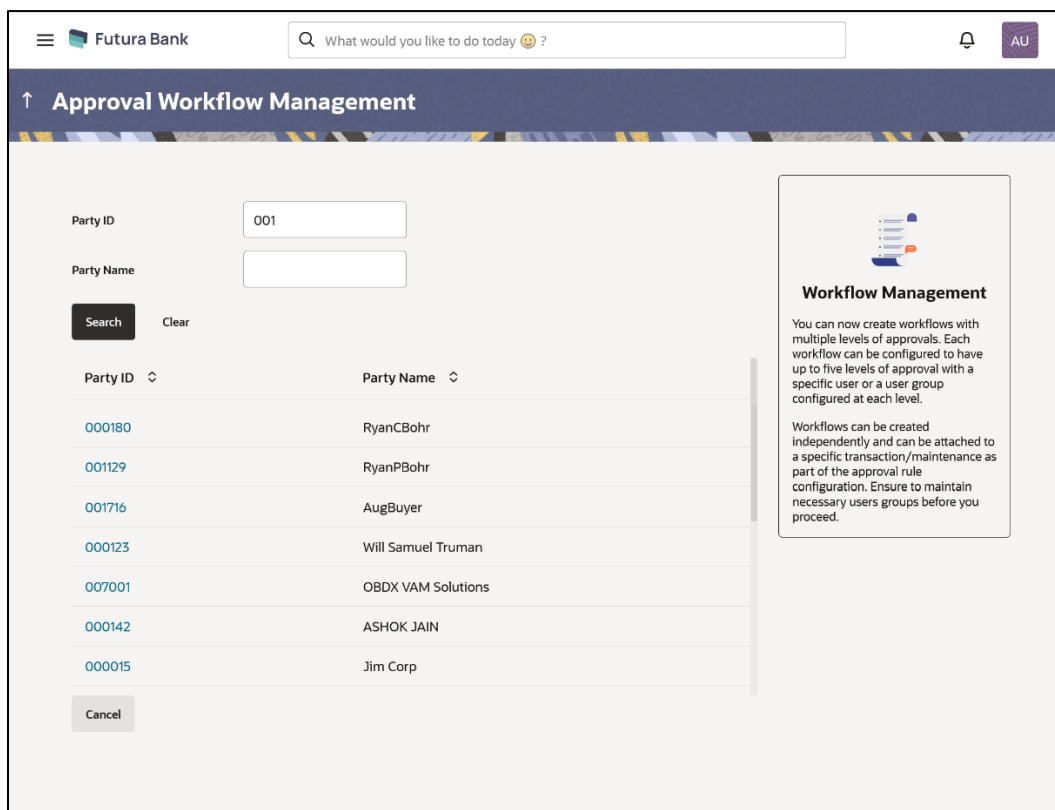 Futura Bank
What would you like to do today 😀 ?
AU
Approval Workflow Management
Party ID
001
Party Name
Search Clear
Party ID Party Name
000180 RyanCBohr
001129 RyanPBohr
001716 AugBuyer
000123 Will Samuel Truman
007001 OBDX VAM Solutions
000142 ASHOK JAIN
000015 Jim Corp
Cancel
Workflow Management
You can now create workflows with
multiple levels of approvals. Each
workflow can be configured to have
up to five levels of approval with a
specific user or a user group
configured at each level.
Workflows can be created
independently and can be attached to
a specific transaction/maintenance as
part of the approval rule
configuration. Ensure to maintain
necessary users groups before you
proceed.